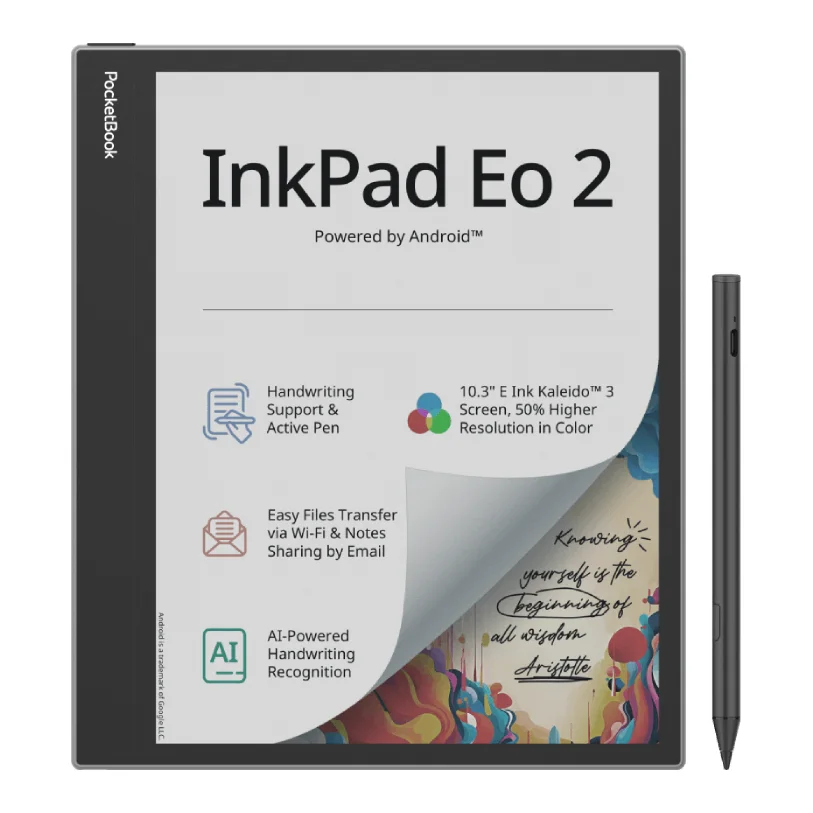 PocketBook
InkPad Eo 2
Powered by Android™
Handwriting
Support &
Active Pen
10.3" E Ink Kaleido™ 3
Screen, 50% Higher
Resolution in Color
Easy Files Transfer
via Wi-Fi & Notes
Sharing by Email
AI
AI-Powered
Handwriting
Recognition
Knowing
yourself is the
beginning of
all wisdom
Aristotle
Android is a trademark of Google LLC.